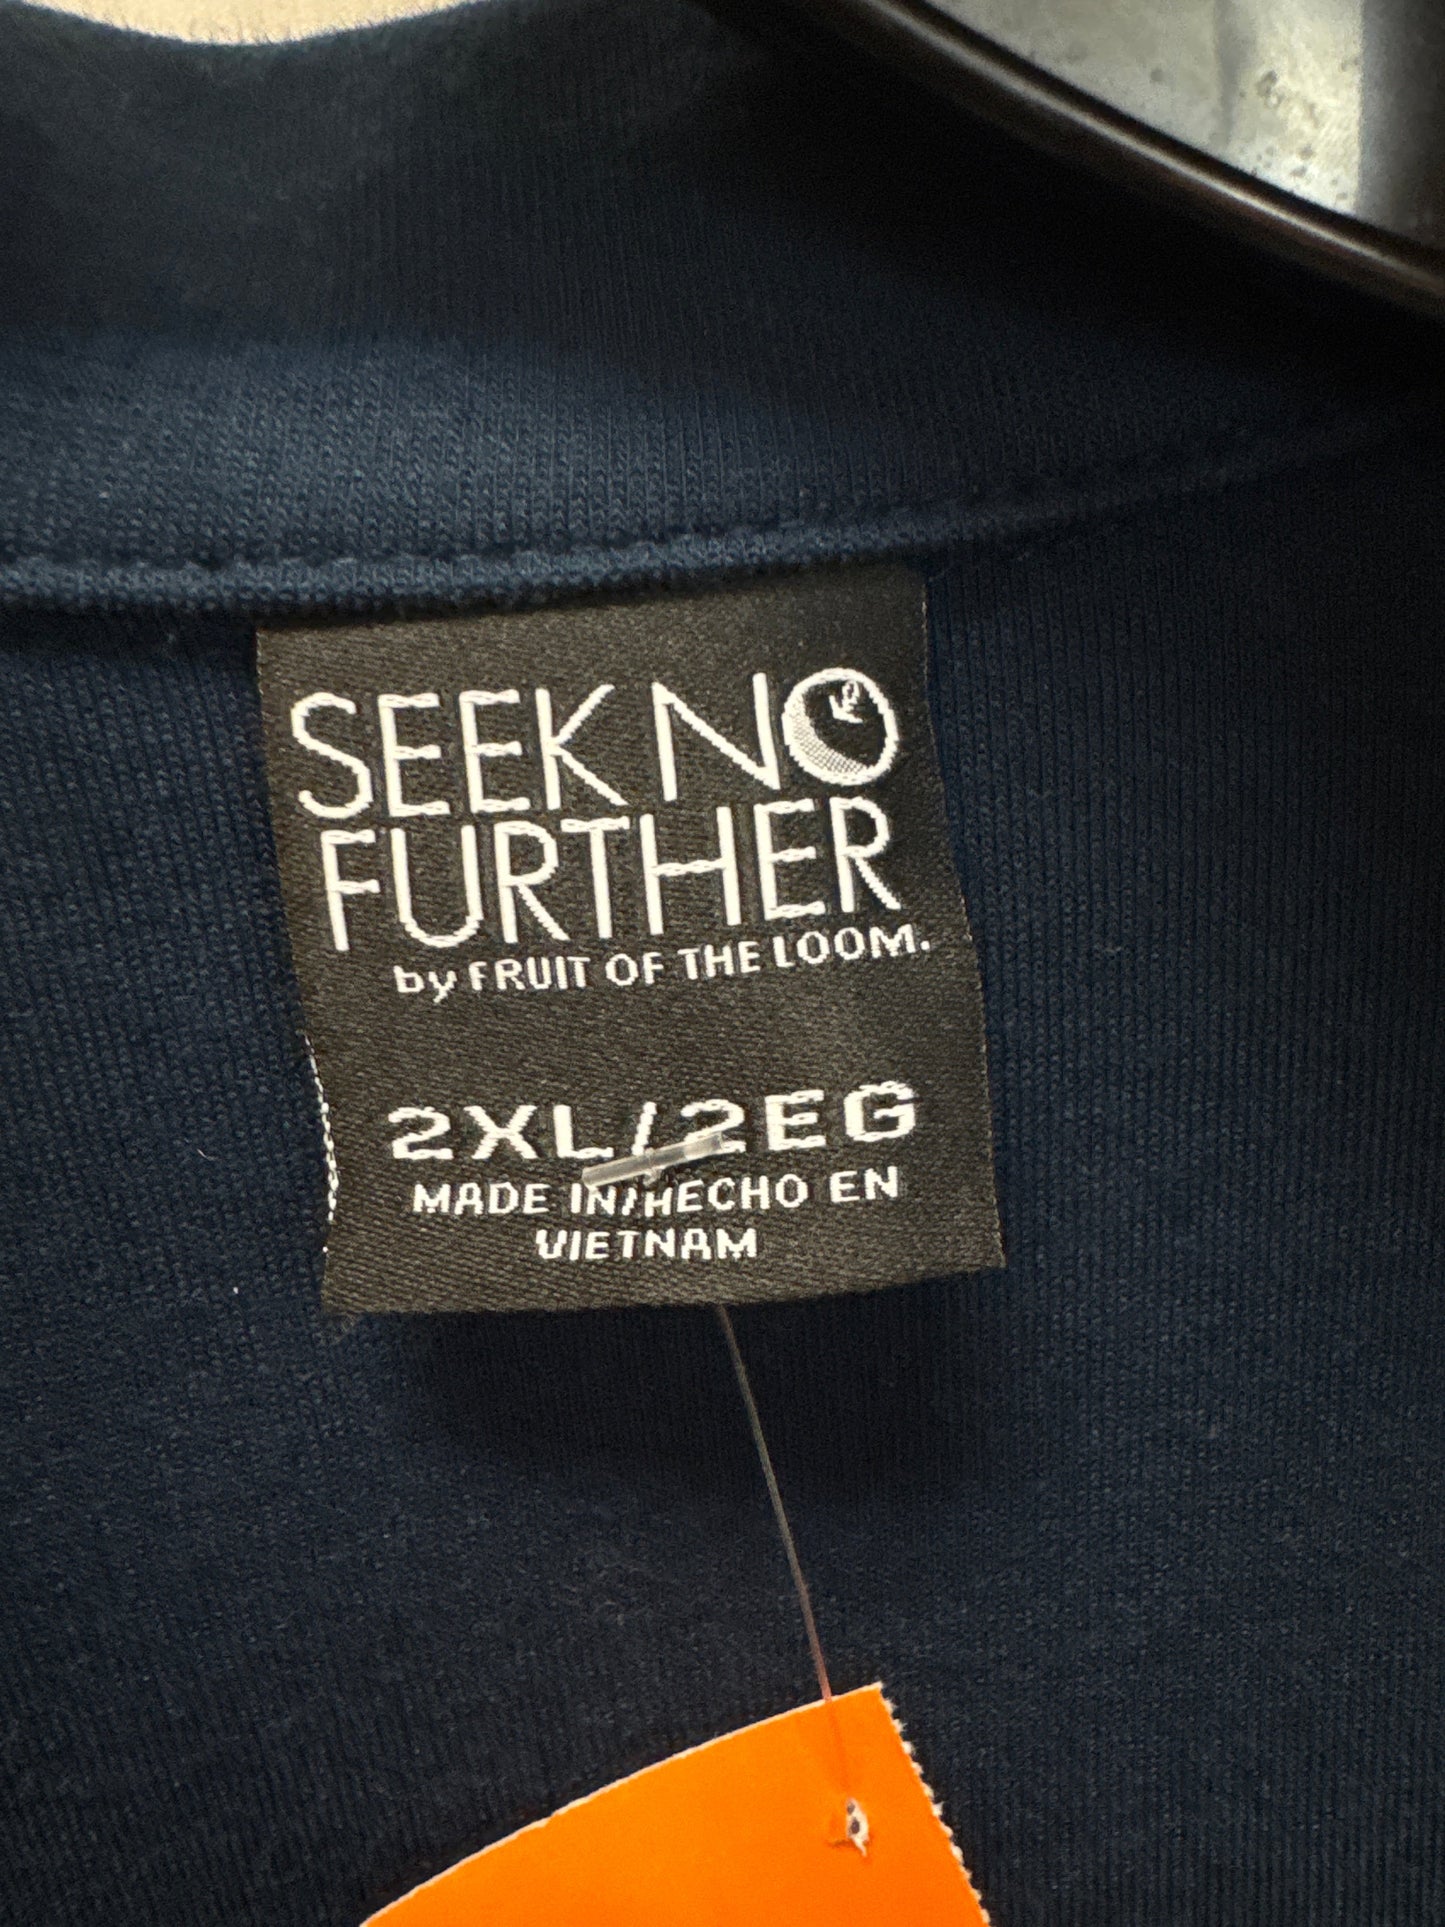 SEEK NO
FURTHER
by FRUIT OF THE LOOM.
2XL/2EG
MADE IN/HECHO EN
VIETNAM